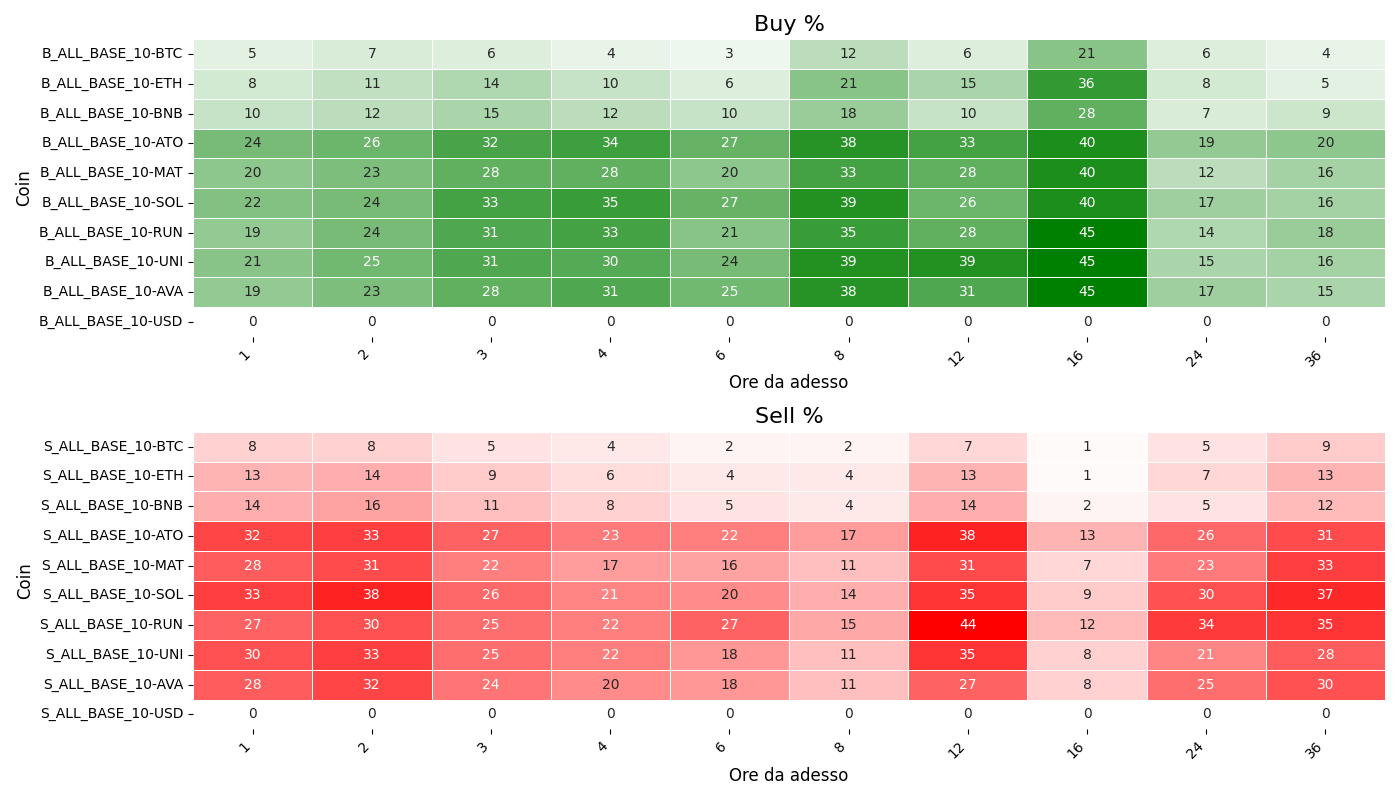 Buy %
Coin
B_ALL_BASE_10-BTC 5 7 6 4 3 12 6 21 6 4
B_ALL_BASE_10-ETH 8 11 14 10 6 21 15 36 8 5
B_ALL_BASE_10-BNB 10 12 15 12 10 18 10 28 7 9
B_ALL_BASE_10-ATO 24 26 32 34 27 38 33 40 19 20
B_ALL_BASE_10-MAT 20 23 28 28 20 33 28 40 12 16
B_ALL_BASE_10-SOL 22 24 33 35 27 39 26 40 17 16
B_ALL_BASE_10-RUN 19 24 31 33 21 35 28 45 14 18
B_ALL_BASE_10-UNI 21 25 31 30 24 39 39 45 15 16
B_ALL_BASE_10-AVA 19 23 28 31 25 38 31 45 17 15
B_ALL_BASE_10-USD 0 0 0 0 0 0 0 0 0 0
1 2 3 4 6 8 12 16 24 36
Ore da adesso
Sell %
Coin
S_ALL_BASE_10-BTC 8 8 5 4 2 2 7 1 5 9
S_ALL_BASE_10-ETH 13 14 9 6 4 4 13 1 7 13
S_ALL_BASE_10-BNB 14 16 11 8 5 4 14 2 5 12
S_ALL_BASE_10-ATO 32 33 27 23 22 17 38 13 26 31
S_ALL_BASE_10-MAT 28 31 22 17 16 11 31 7 23 33
S_ALL_BASE_10-SOL 33 38 26 21 20 14 35 9 30 37
S_ALL_BASE_10-RUN 27 30 25 22 27 15 44 12 34 35
S_ALL_BASE_10-UNI 30 33 25 22 18 11 35 8 21 28
S_ALL_BASE_10-AVA 28 32 24 20 18 11 27 8 25 30
S_ALL_BASE_10-USD 0 0 0 0 0 0 0 0 0 0
1 2 3 4 6 8 12 16 24 36
Ore da adesso